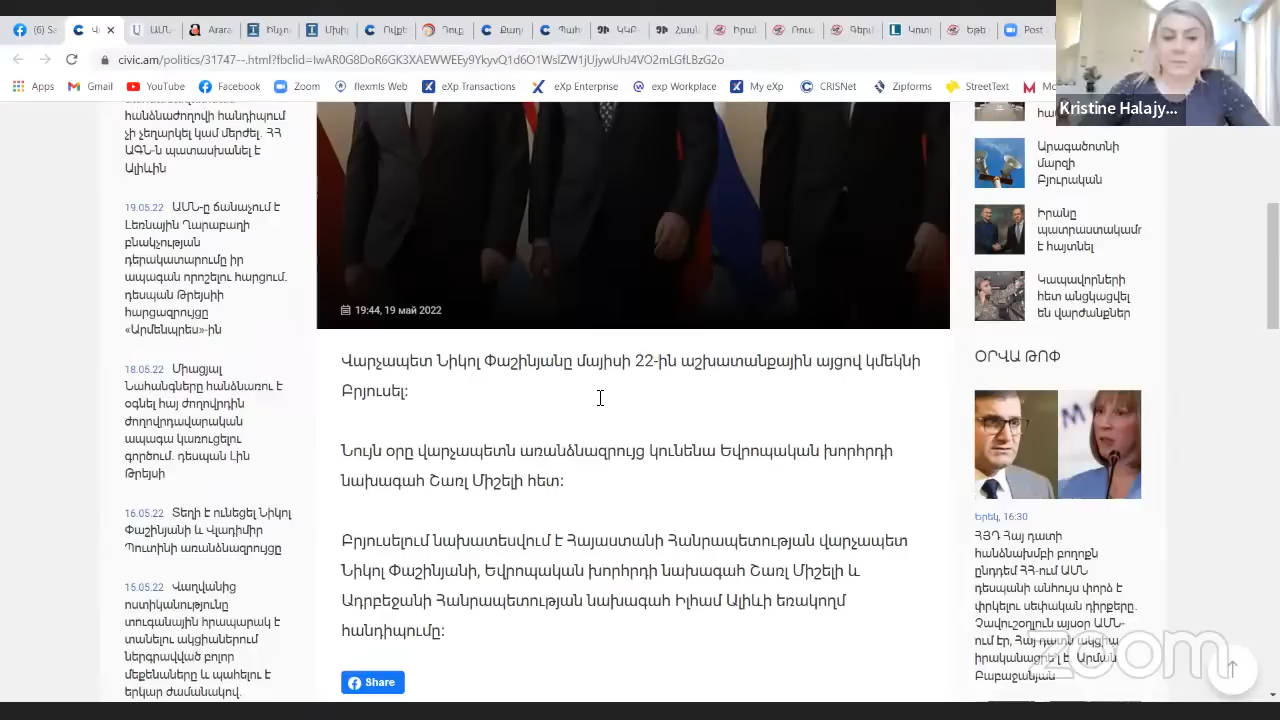 civic.am/politics/31747--.html?fbclid=IwAR0G8DoR6GK3XAEWWEEy9YkyvQ1d6O1WslZW1jUjywUhJ4VO2mLGfLBzG2o
Apps Gmail YouTube Facebook Zoom flexmls Web eXp Transactions eXp Enterprise exp Workplace My Exp CRISNet Zipforms StreetText
Kristine Halajy...
հանձնաժողովի հանդիպում
չի չեղարկել կամ մերժել. ՀՀ
ԱԳՆ-ն պատասխանել է
Ալիևին
19.05.22 ԱՄՆ-ը ճանաչում է
Լեռնային Ղարաբաղի
բնակչության
դերակատարումը իր
ապագան որոշելու հարցում.
դեսպան Թրեյսիի
հարցազրույցը
«Արմենպրես»-ին
18.05.22 Միացյալ
Նահանգները հանձնառու է
օգնել հայ ժողովրդին
ժողովրդավարական
ապագա կառուցելու
գործում. դեսպան Լին
Թրեյսի
16.05.22 Տեղի է ունեցել Նիկոլ
Փաշինյանի և Վլադիմիր
Պուտինի առանձնազրույցը
15.05.22 Վաղվանից
ոստիկանությունը
տուգանային հրապարակ է
տանելու ակցիաներում
ներգրավված բոլոր
մեքենաները և պահելու է
երկար ժամանակով.
19:44, 19 май 2022
Վարչապետ Նիկոլ Փաշինյանը մայիսի 22-ին աշխատանքային այցով կմեկնի
Բրյուսել:
Նույն օրը վարչապետն առանձնազրույց կունենա Եվրոպական խորհրդի
նախագահ Շառլ Միշելի հետ:
Բրյուսելում նախատեսվում է Հայաստանի Հանրապետության վարչապետ
Նիկոլ Փաշինյանի, Եվրոպական խորհրդի նախագահ Շառլ Միշելի և
Ադրբեջանի Հանրապետության նախագահ Իլհամ Ալիևի եռակողմ
հանդիպումը:
Share
Արագածոտնի
մարզի
Բյուրական
Իրանը
պատրաստակամր
է հայտնել
Կապավորների
հետ անցկացվել
են վարժանքներ
ՕՐՎԱ ԹՈՓ
Երեկ, 16:30
ՀՅԴ Հայ դատի
հանձնախմբի բողոքն
ընդդեմ ՀՀ-ում ԱՄՆ
դեսպանի անհույս փորձ է
փրկելու սեփական դիրքերը.
Չավուշօղլուն այսօր ԱՄՆ-
ում էր, Հայ դատն ակցիա
իրականացրե՞լ է. Արման
Բաբաջանյան
zoom